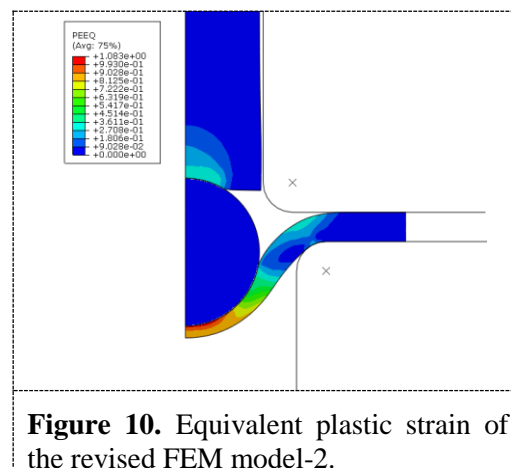 PEEQ
(Avg: 75%)
+1.083e+00
+9.930e-01
+9.028e-01
+8.125e-01
+7.222e-01
+6.319e-01
+5.417e-01
+4.514e-01
+3.611e-01
+2.708e-01
+1.806e-01
+9.028e-02
+0.000e+00
Figure 10. Equivalent plastic strain of
the revised FEM model-2.